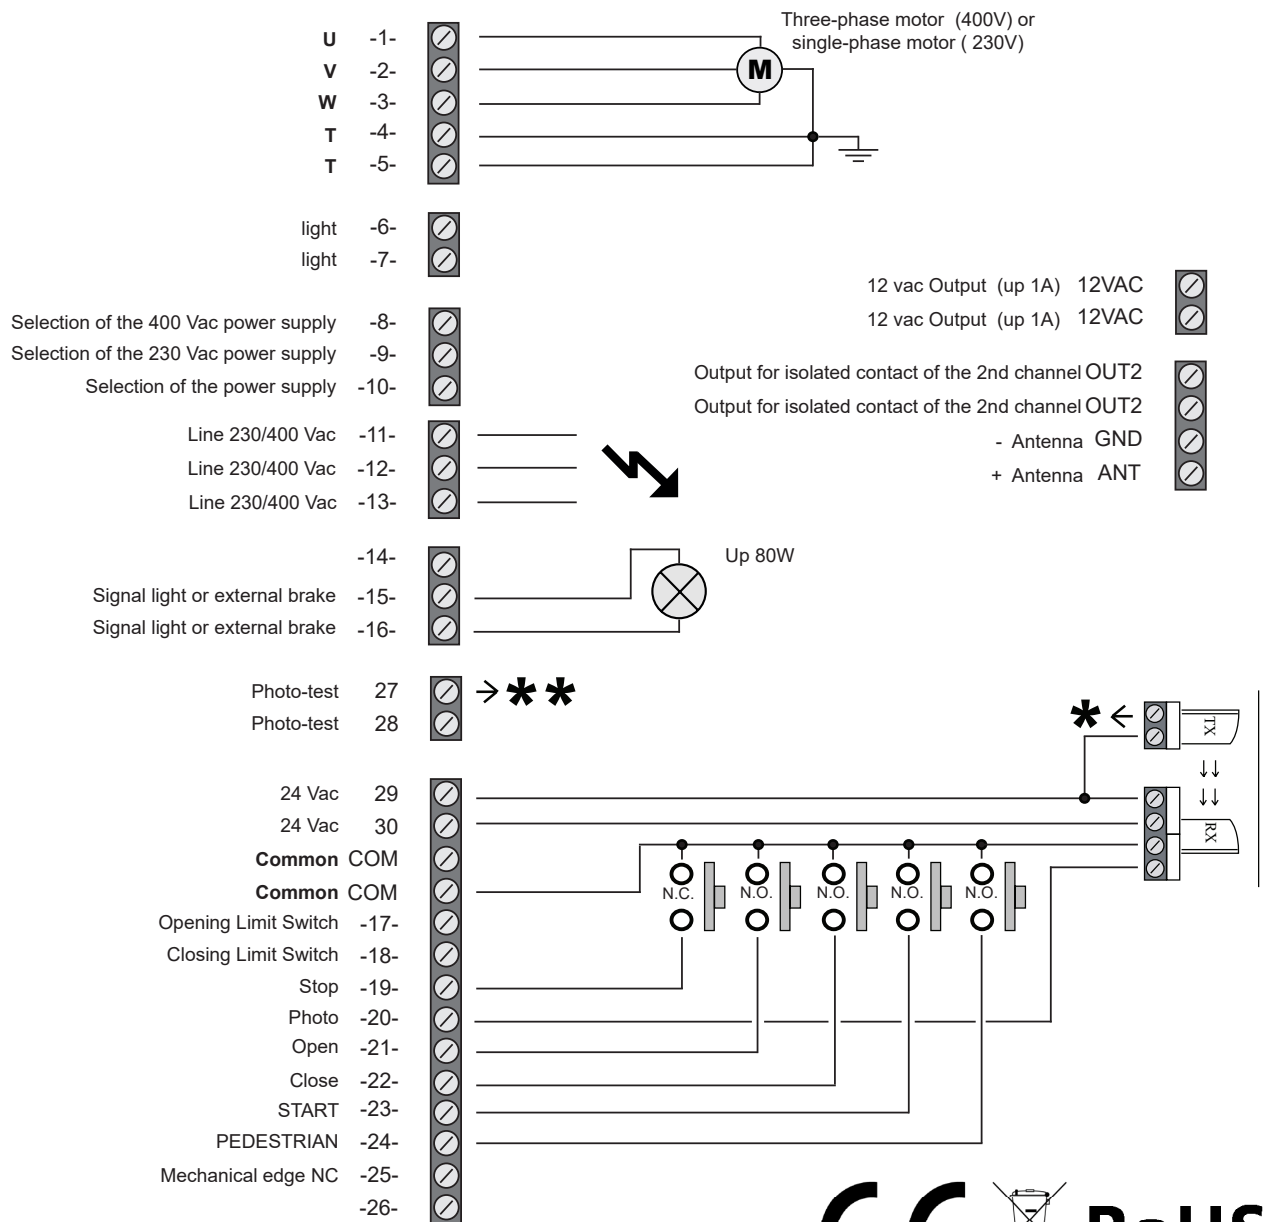 Three-phase motor (400V) or
single-phase motor ( 230V)
U -1-
V -2-
M
W -3-
T -4-
T -5-
light -6-
light -7-
12 vac Output (up 1A) 12VAC
12 vac Output (up 1A) 12VAC
Selection of the 400 Vac power supply -8-
Selection of the 230 Vac power supply -9-
Selection of the power supply -10-
Output for isolated contact of the 2nd channel OUT2
Output for isolated contact of the 2nd channel OUT2
- Antenna GND
+ Antenna ANT
Line 230/400 Vac -11-
Line 230/400 Vac -12-
Line 230/400 Vac -13-
-14-
Up 80W
Signal light or external brake -15-
Signal light or external brake -16-
Photo-test 27
* *
Photo-test 28
*
TX
24 Vac 29
24 Vac 30
RX
Common COM
Common COM
N.C. N.O. N.O. N.O. N.O.
Opening Limit Switch -17-
Closing Limit Switch -18-
Stop -19-
Photo -20-
Open -21-
Close -22-
START -23-
PEDESTRIAN -24-
Mechanical edge NC -25-
-26-
CE RoHS